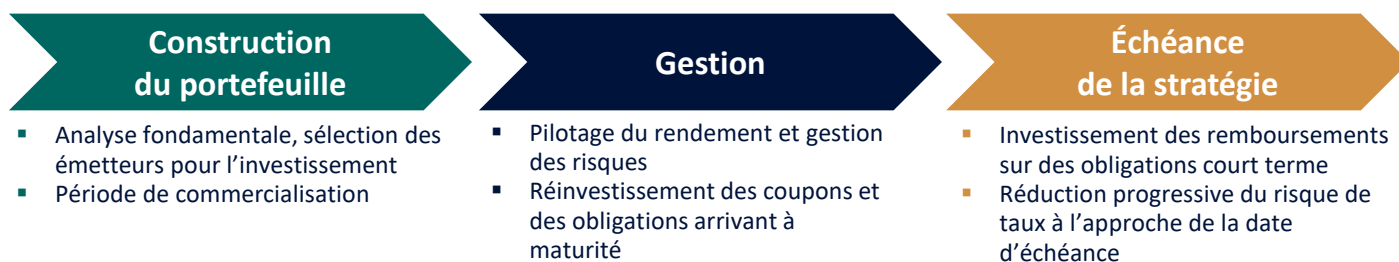 Construction
du portefeuille
▪ Analyse fondamentale, sélection des
émetteurs pour l’investissement
▪ Période de commercialisation
Gestion
▪ Pilotage du rendement et gestion
des risques
▪ Réinvestissement des coupons et
des obligations arrivant à
maturité
Échéance
de la stratégie
▪ Investissement des remboursements
sur des obligations court terme
▪ Réduction progressive du risque de
taux à l’approche de la date
d’échéance